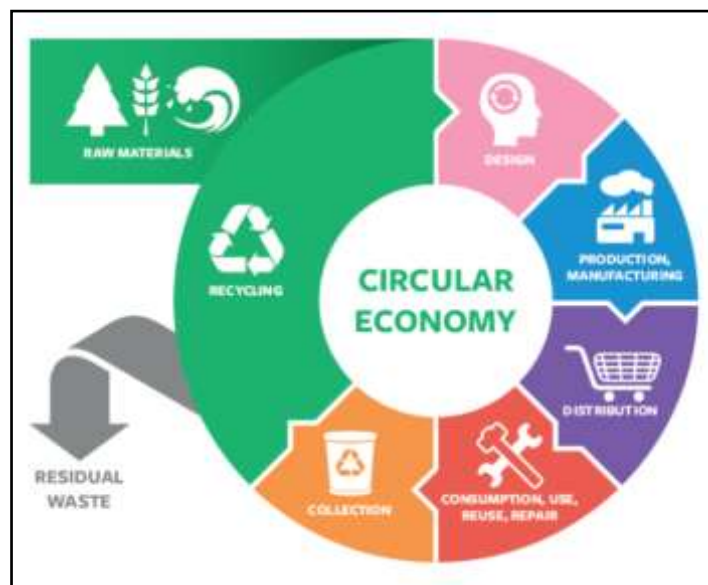 RAW MATERIALS
DESIGN
PRODUCTION,
MANUFACTURING
RECYCLING
CIRCULAR
ECONOMY
DISTRIBUTION
CONSUMPTION, USE,
REUSE, REPAIR
COLLECTION
RESIDUAL
WASTE